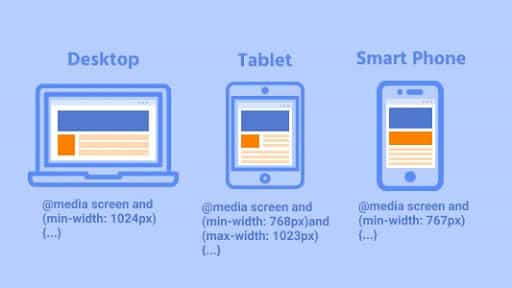 Desktop
Tablet
Smart Phone
@media screen and
(min-width: 1024px)
{...}
@media screen and
(min-width: 768px)and
(max-width: 1023px)
{...}
@media screen and
(min-width: 767px)
{...}